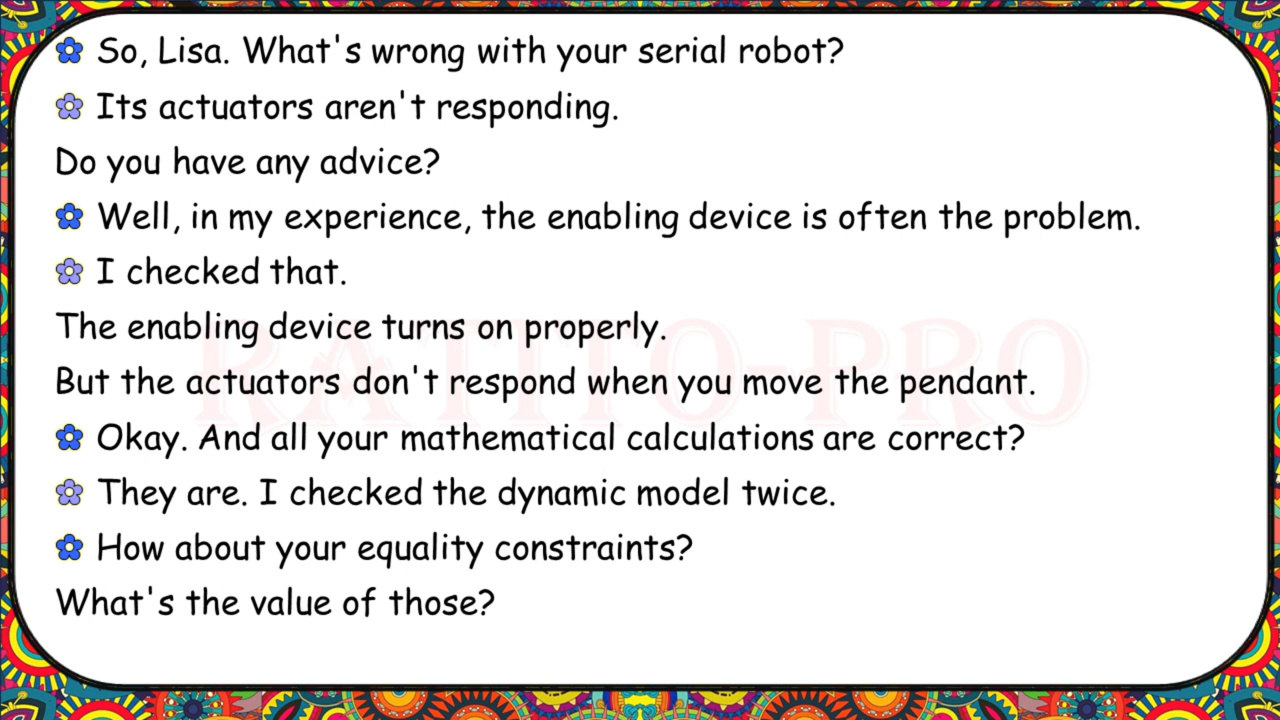 So, Lisa. What's wrong with your serial robot?
Its actuators aren't responding.
Do you have any advice?
Well, in my experience, the enabling device is often the problem.
I checked that.
The enabling device turns on properly.
But the actuators don't respond when you move the pendant.
Okay. And all your mathematical calculations are correct?
They are. I checked the dynamic model twice.
How about your equality constraints?
What's the value of those?
RATITO-PRO